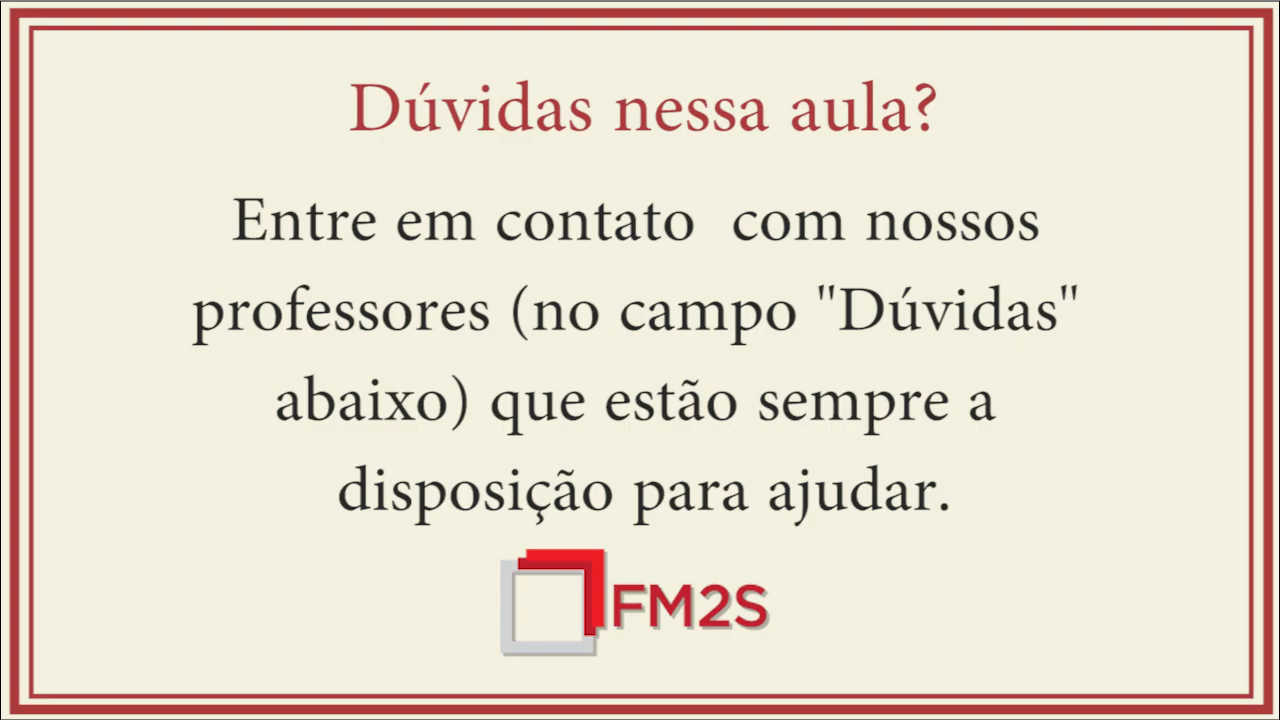 Dúvidas nessa aula?
Entre em contato  com nossos
professores (no campo "Dúvidas"
abaixo) que estão sempre a
disposição para ajudar.
FM2S